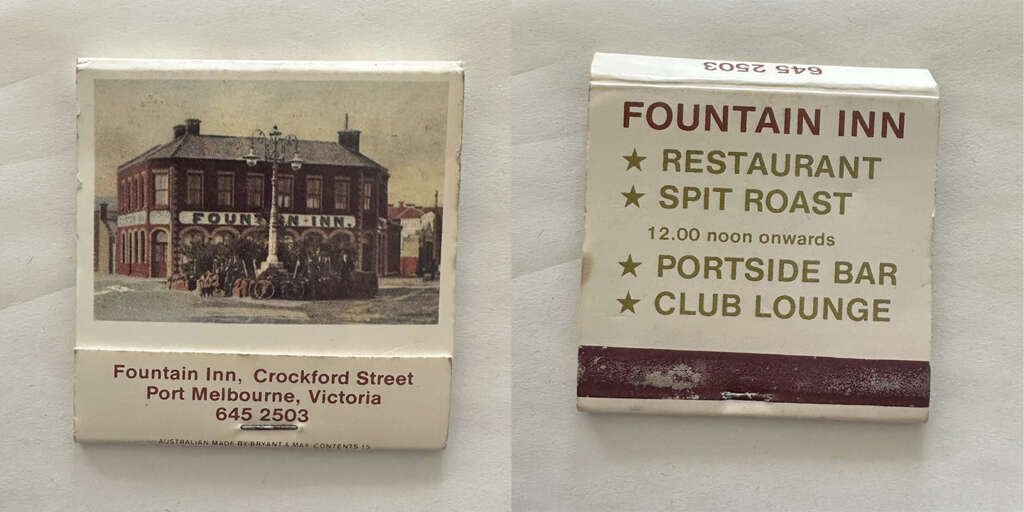 FOUNTAIN · INN.
Fountain Inn, Crockford Street
Port Melbourne, Victoria
645 2503
AUSTRALIAN MADE BY BRYANT & MAY. CONTENTS 15
645 2503
FOUNTAIN INN
★ RESTAURANT
★ SPIT ROAST
12.00 noon onwards
★ PORTSIDE BAR
★ CLUB LOUNGE